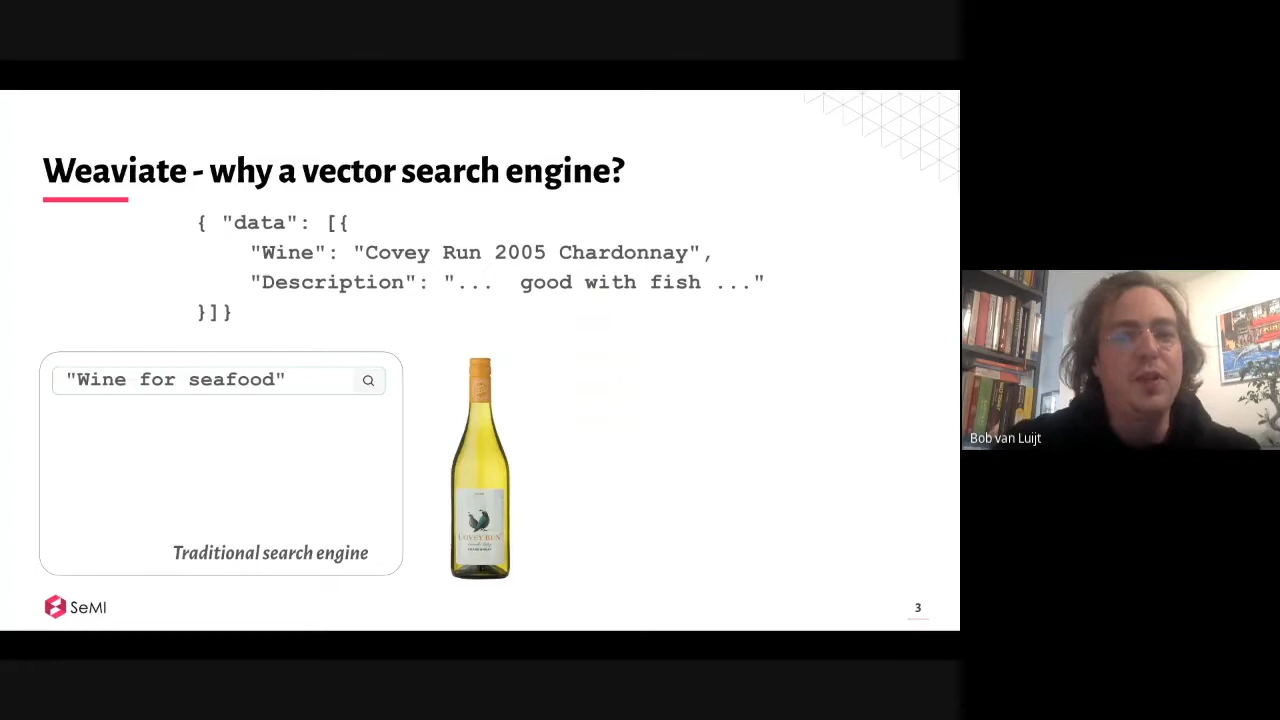 Weaviate - why a vector search engine?
{ "data": [{
"Wine": "Covey Run 2005 Chardonnay",
"Description": "... good with fish ..."
}]}
"Wine for seafood"
COVEY RUN
CHARDONNAY
Traditional search engine
SeMI
3
Bob van Luijt